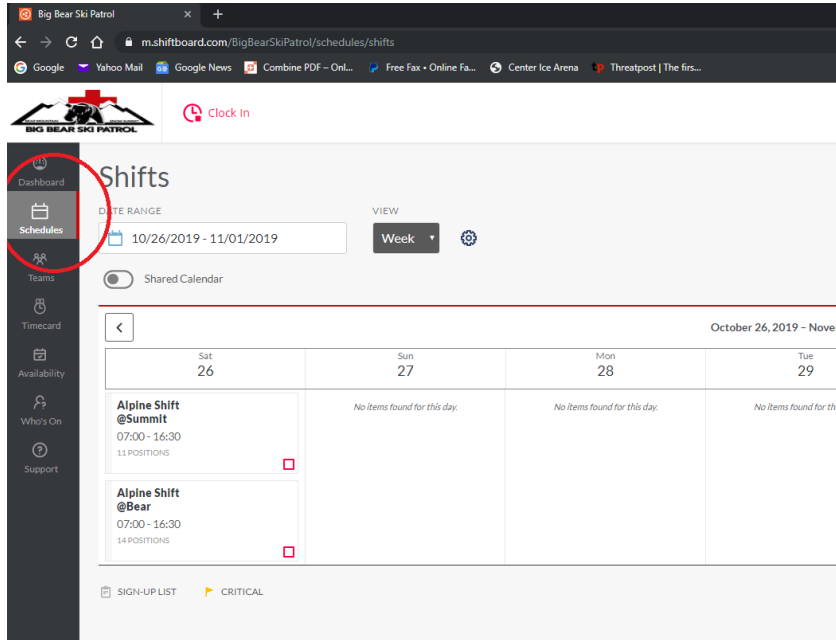 Big Bear Ski Patrol
m.shiftboard.com/BigBearSkiPatrol/schedules/shifts
Google Yahoo Mail Google News Combine PDF – Onl... Free Fax • Online Fa... Center Ice Arena Threatpost | The firs...
BIG BEAR SKI PATROL
Clock In
Dashboard
Schedules
Teams
Timecard
Availability
Who's On
Support
Shifts
DATE RANGE VIEW
10/26/2019 - 11/01/2019 Week
Shared Calendar
October 26, 2019 – Nove
Sat Sun Mon Tue
26 27 28 29
Alpine Shift
@Summit
07:00 - 16:30
11 POSITIONS
Alpine Shift
@Bear
07:00 - 16:30
14 POSITIONS
No items found for this day.
No items found for this day.
No items found for th
SIGN-UP LIST CRITICAL